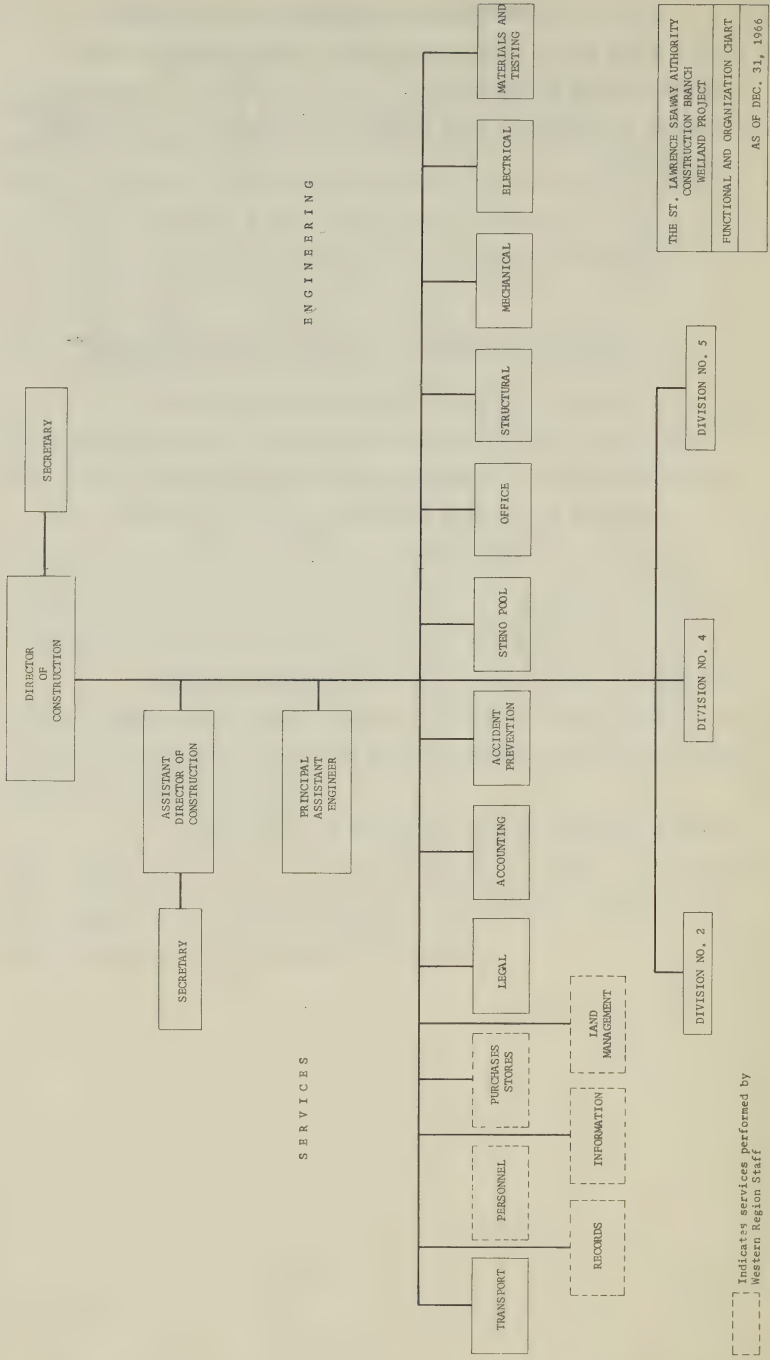 DIRECTOR
OF
CONSTRUCTION
SECRETARY
ASSISTANT
DIRECTOR OF
CONSTRUCTION
SECRETARY
PRINCIPAL
ASSISTANT
ENGINEER
S E R V I C E S
E N G I N E E R I N G
TRANSPORT
PERSONNEL
PURCHASES
STORES
LEGAL
ACCOUNTING
ACCIDENT
PREVENTION
STENO POOL
OFFICE
STRUCTURAL
MECHANICAL
ELECTRICAL
MATERIALS AND
TESTING
RECORDS
INFORMATION
LAND
MANAGEMENT
DIVISION NO. 2
DIVISION NO. 4
DIVISION NO. 5
Indicates services performed by
Western Region Staff
THE ST. LAWRENCE SEAWAY AUTHORITY
CONSTRUCTION BRANCH
WELLAND PROJECT
FUNCTIONAL AND ORGANIZATION CHART
AS OF DEC. 31, 1966